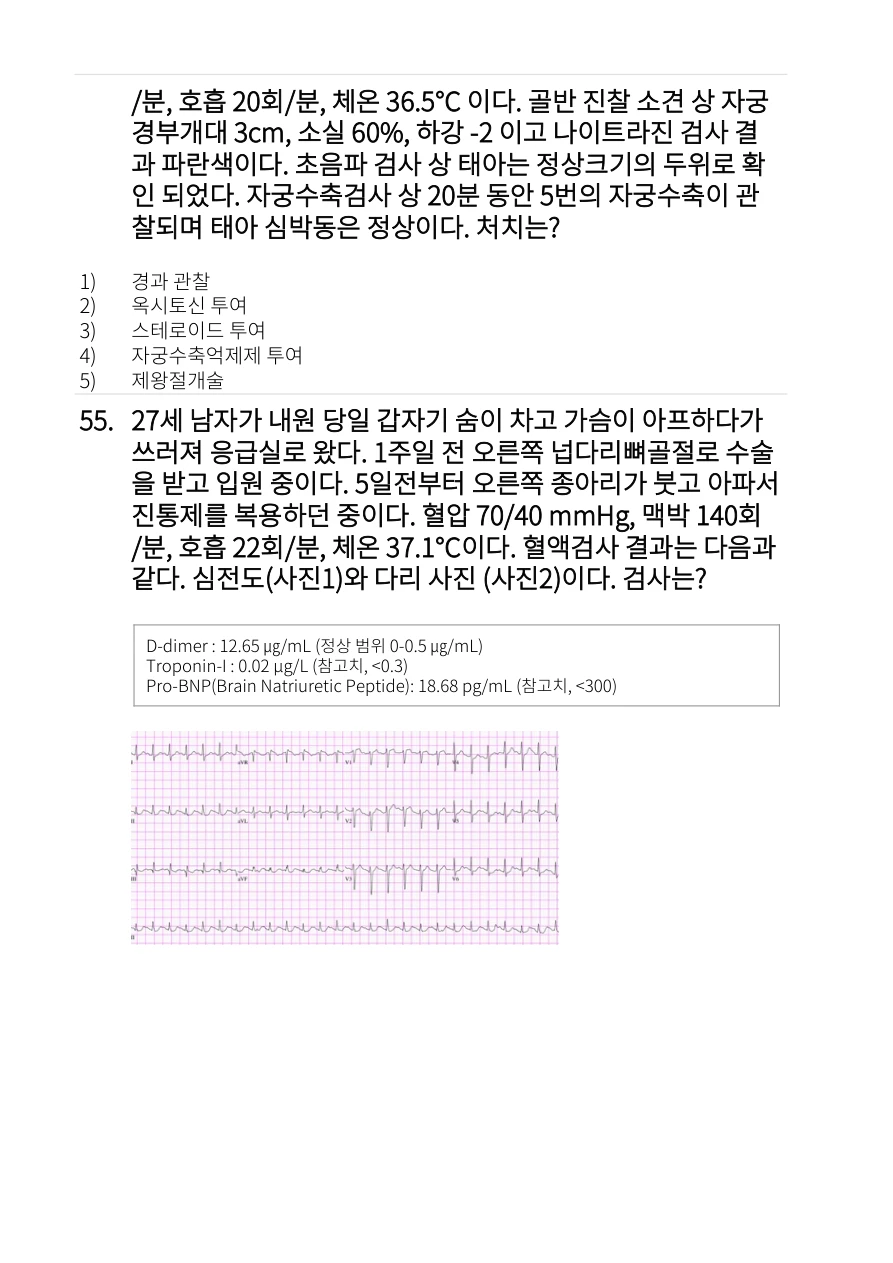 /분, 호흡 20회/분, 체온 36.5°C 이다. 골반 진찰 소견 상 자궁
경부개대 3cm, 소실 60%, 하강 -2 이고 나이트라진 검사 결
과 파란색이다. 초음파 검사 상 태아는 정상크기의 두위로 확
인 되었다. 자궁수축검사 상 20분 동안 5번의 자궁수축이 관
찰되며 태아 심박동은 정상이다. 처치는?
1) 경과 관찰
2) 옥시토신 투여
3) 스테로이드 투여
4) 자궁수축억제제 투여
5) 제왕절개술
55. 27세 남자가 내원 당일 갑자기 숨이 차고 가슴이 아프하다가
쓰러져 응급실로 왔다. 1주일 전 오른쪽 넙다리뼈골절로 수술
을 받고 입원 중이다. 5일전부터 오른쪽 종아리가 붓고 아파서
진통제를 복용하던 중이다. 혈압 70/40 mmHg, 맥박 140회
/분, 호흡 22회/분, 체온 37.1°C이다. 혈액검사 결과는 다음과
같다. 심전도(사진1)와 다리 사진 (사진2)이다. 검사는?
D-dimer : 12.65 µg/mL (정상 범위 0-0.5 µg/mL)
Troponin-I : 0.02 µg/L (참고치, <0.3)
Pro-BNP(Brain Natriuretic Peptide): 18.68 pg/mL (참고치, <300)
I aVR V1 V4
II aVL V2 V5
III aVF V3 V6
II